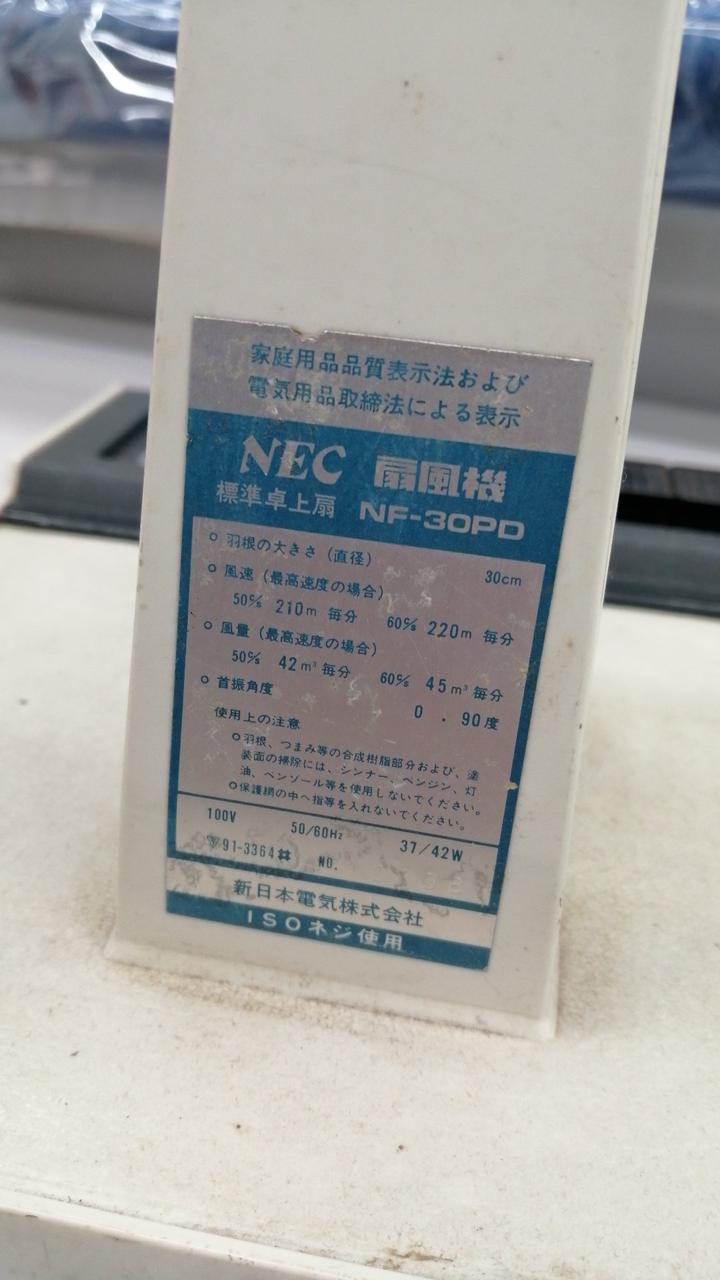 家庭用品品質表示法および
電気用品取締法による表示
NEC 扇風機
標準卓上扇 NF-30PD
○ 羽根の大きさ (直径) 30cm
○ 風速 (最高速度の場合)
50c/s 210m 毎分 60c/s 220m 毎分
○ 風量 (最高速度の場合)
50c/s 42m³ 毎分 60c/s 45m³ 毎分
○ 首振角度 0 . 90度
使用上の注意
○羽根、つまみ等の合成樹脂部分および、塗
装面の掃除には、シンナー、ベンジン、灯
油、ベンゾール等を使用しないでください。
○保護網の中へ指等を入れないてください。
100V 50/60Hz 37/42W
91-3364 NO.
新日本電気株式会社
ISOネジ使用